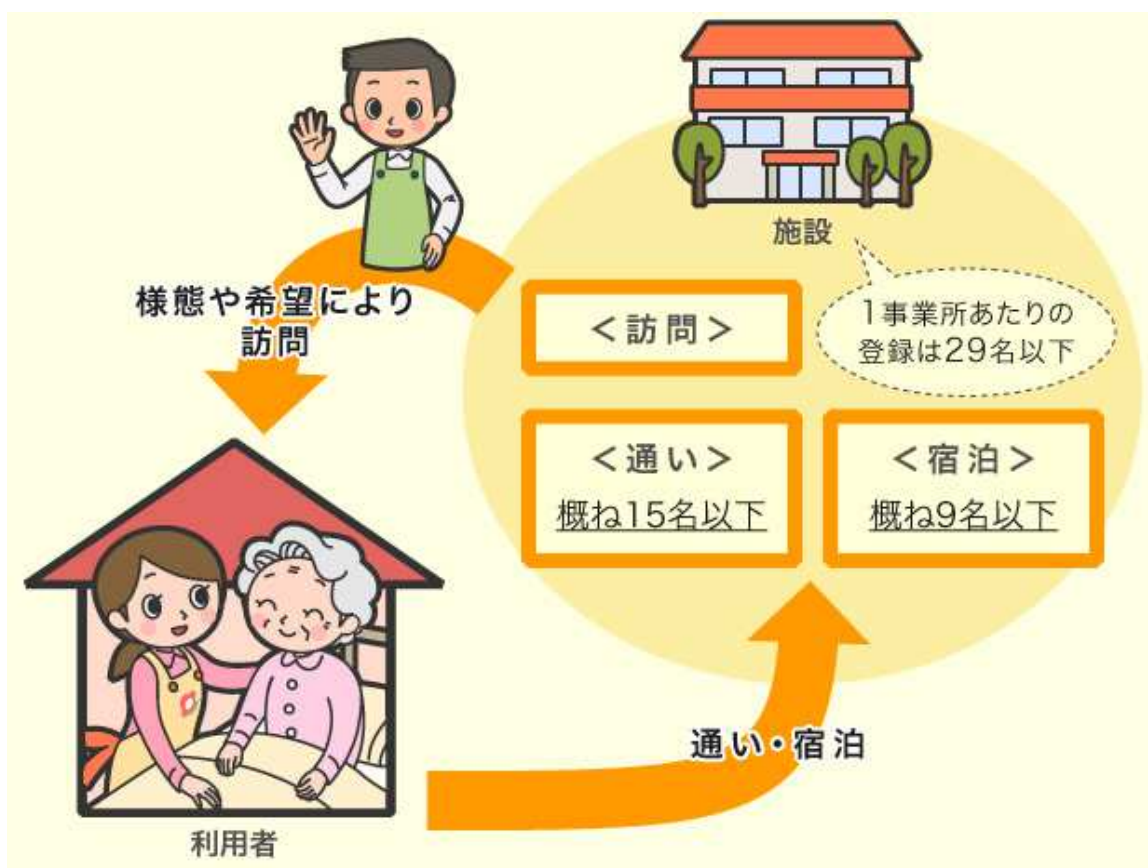 施設
1事業所あたりの
登録は29名以下
様態や希望により
訪問
＜訪問＞
＜通い＞
概ね15名以下
＜宿泊＞
概ね9名以下
通い・宿泊
利用者